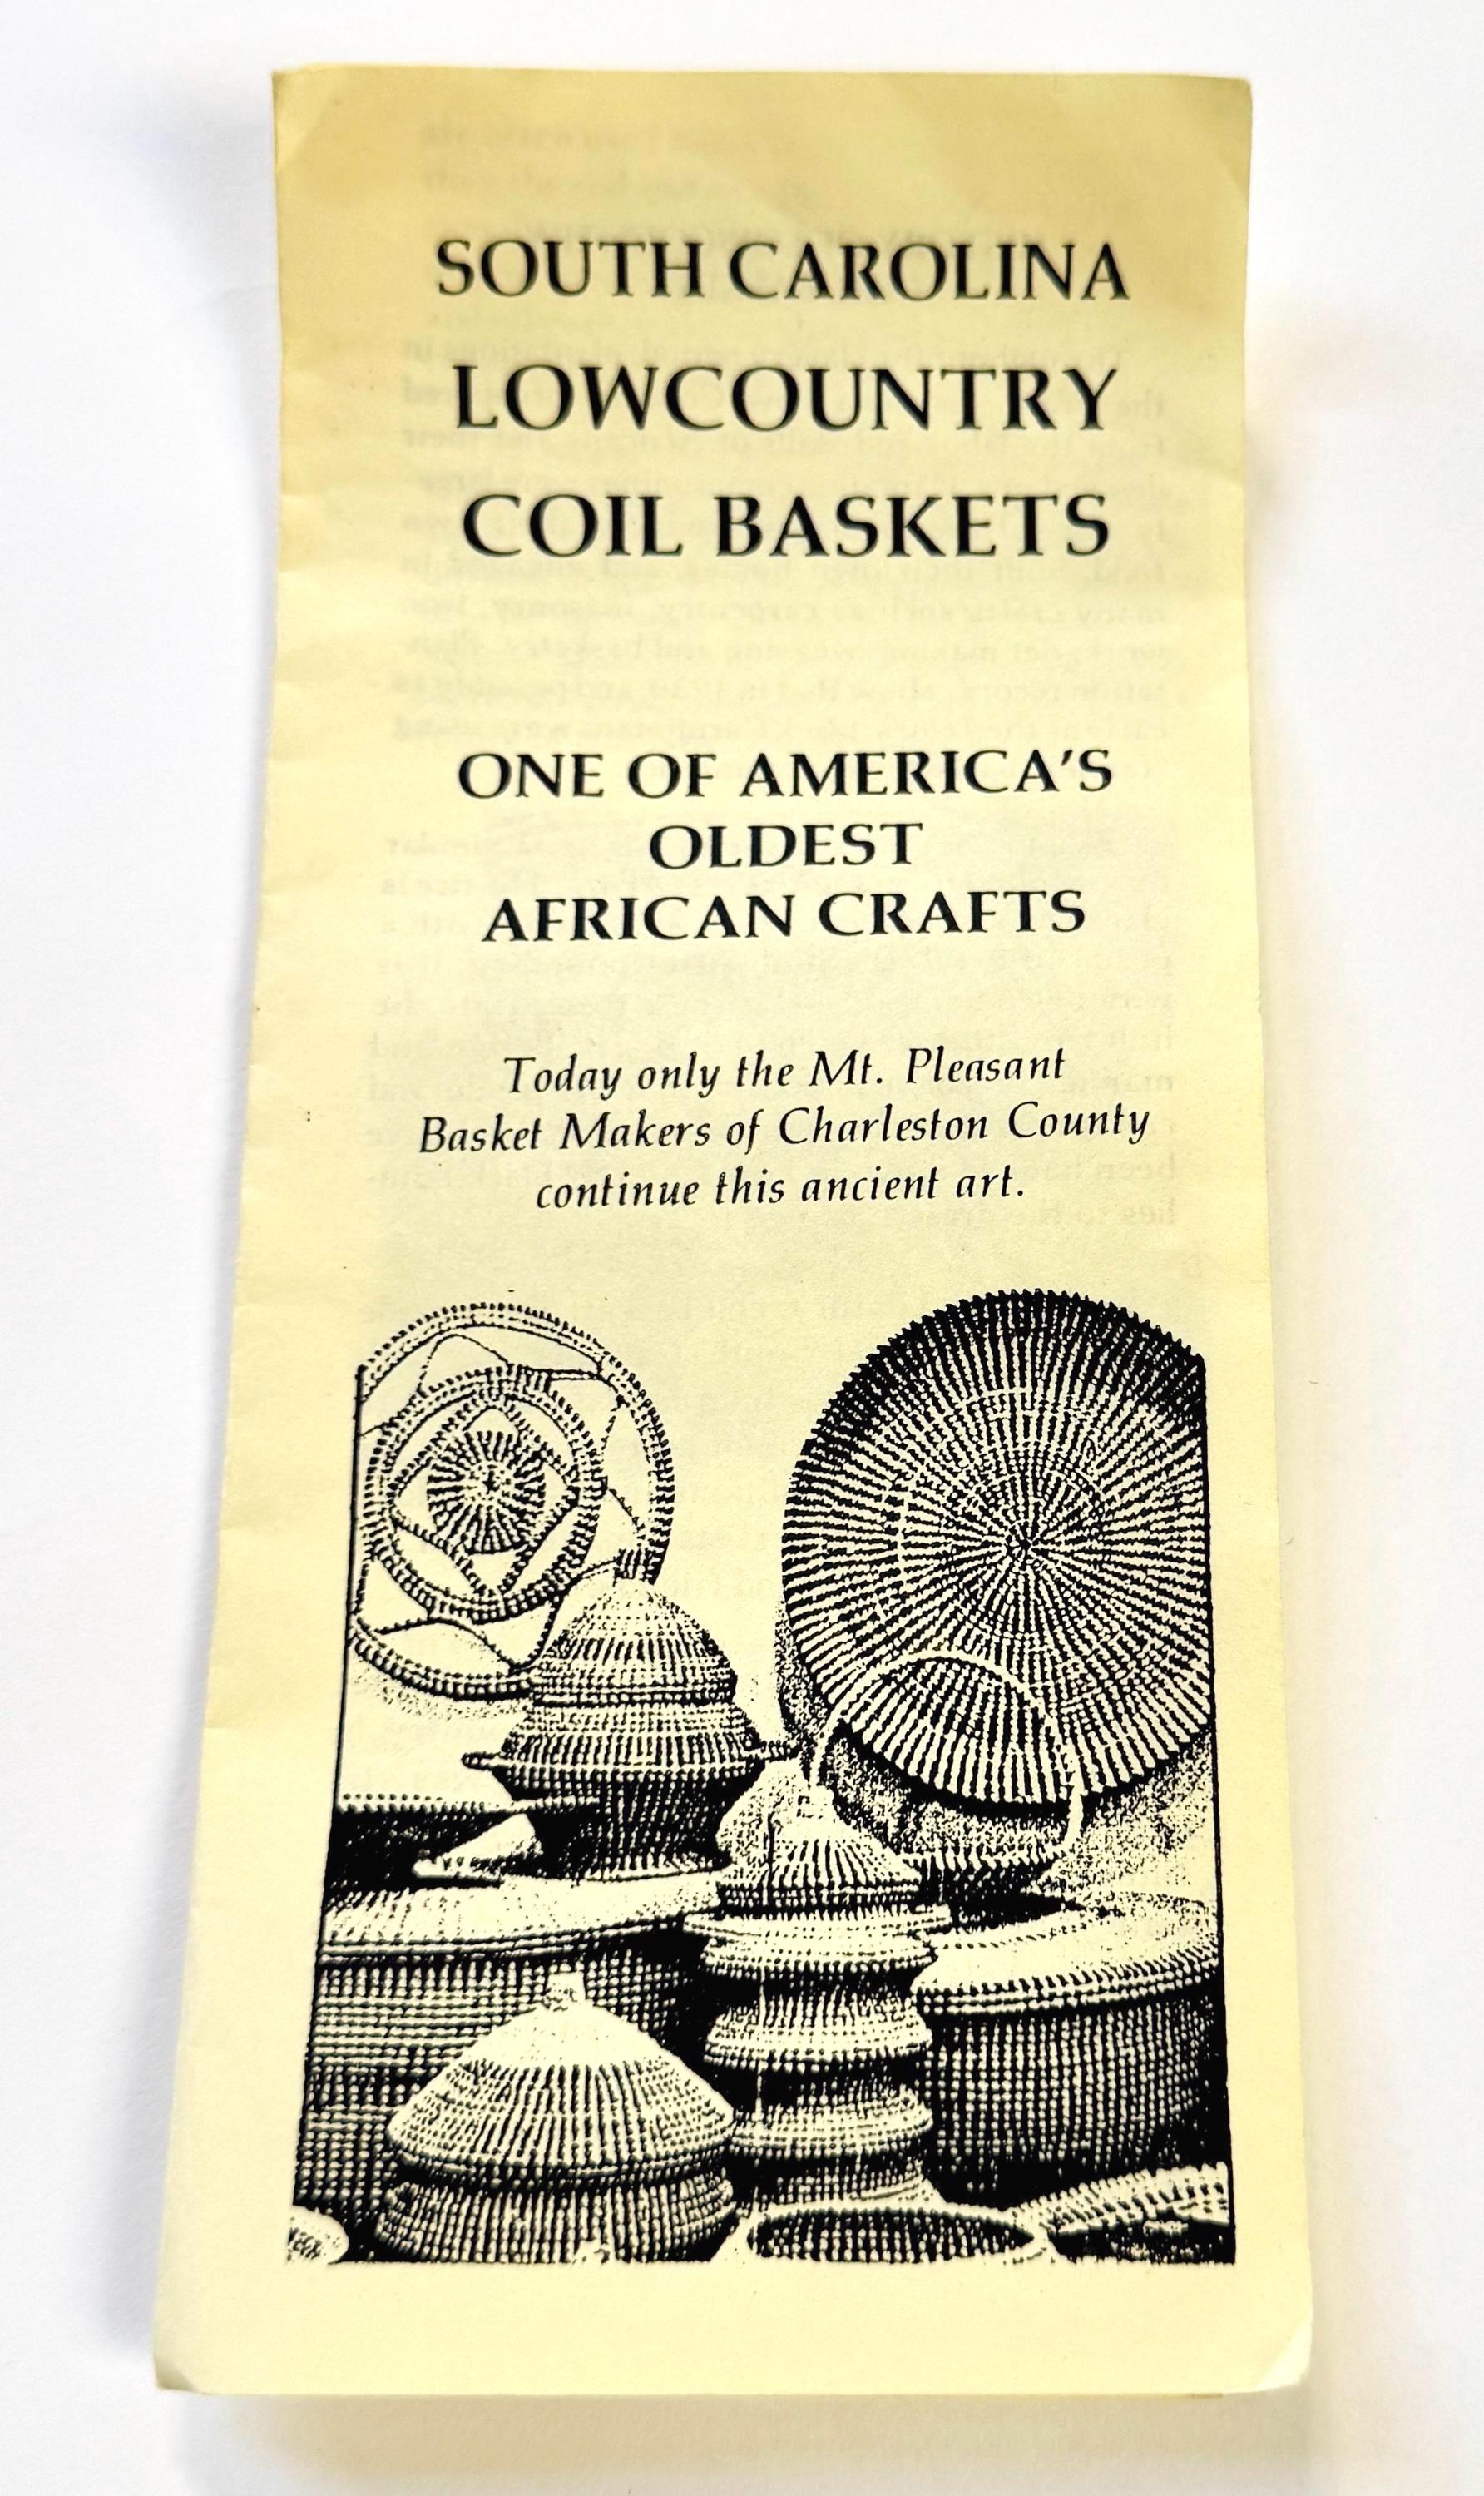 SOUTH CAROLINA
LOWCOUNTRY
COIL BASKETS
ONE OF AMERICA'S
OLDEST
AFRICAN CRAFTS
Today only the Mt. Pleasant
Basket Makers of Charleston County
continue this ancient art.